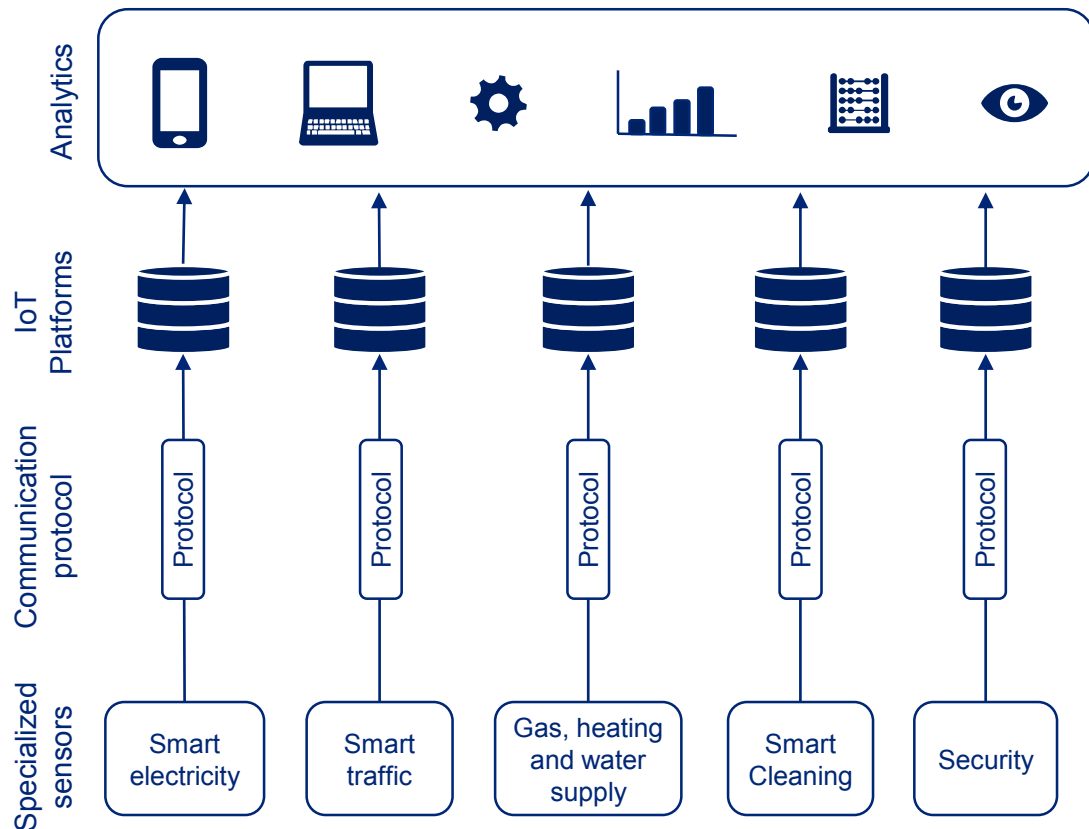 Analytics
IoT
Platforms
Communication
protocol
Protocol
Protocol
Protocol
Protocol
Protocol
Specialized
sensors
Smart
electricity
Smart
traffic
Gas, heating
and water
supply
Smart
Cleaning
Security